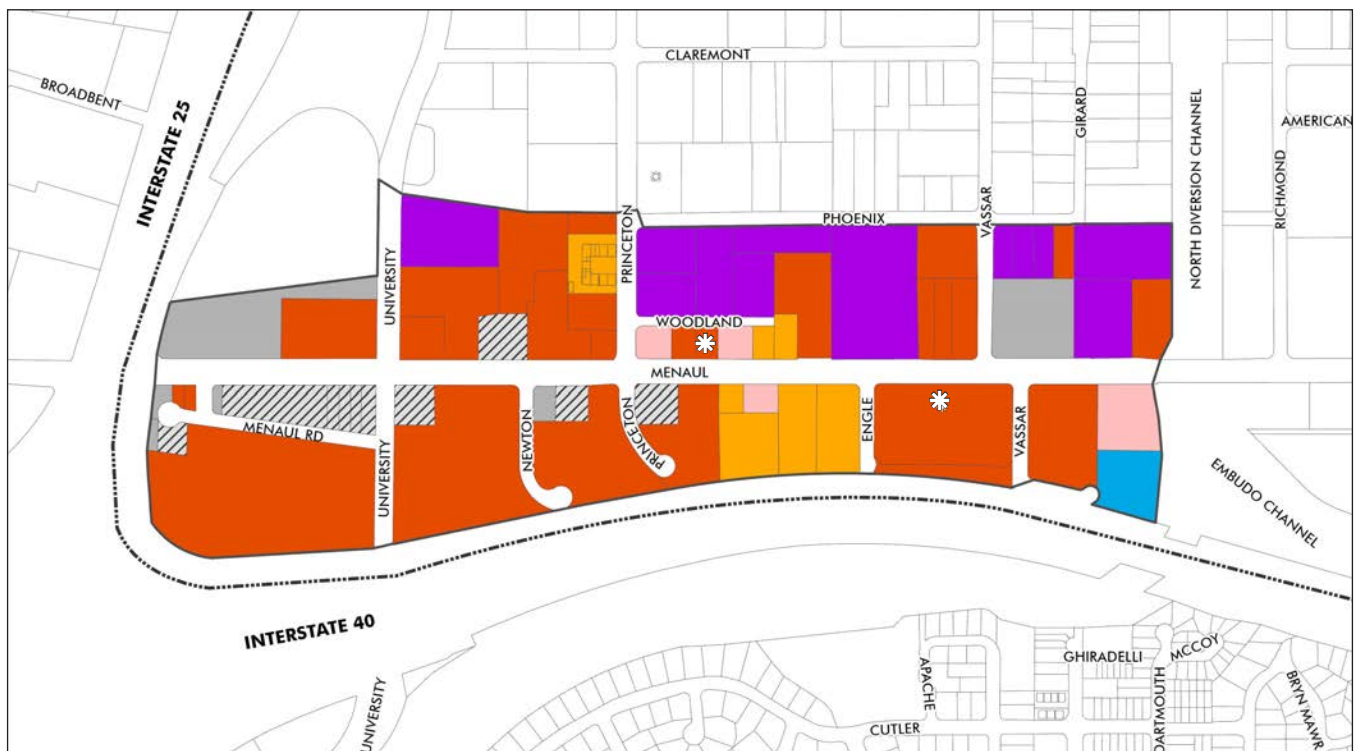 CLAREMONT
BROADBENT
INTERSTATE 25
GIRARD
NORTH DIVERSION CHANNEL
AMERICAN
RICHMOND
PHOENIX
VASSAR
PRINCETON
UNIVERSITY
WOODLAND
MENAUL
MENAUL RD
NEWTON
PRINCETON
ENGLE
VASSAR
UNIVERSITY
EMBUDO CHANNEL
INTERSTATE 40
GHIRADELLI
MCCOY
APACHE
DARTMOUTH
BRYN MAWR
UNIVERSITY
CUTLER